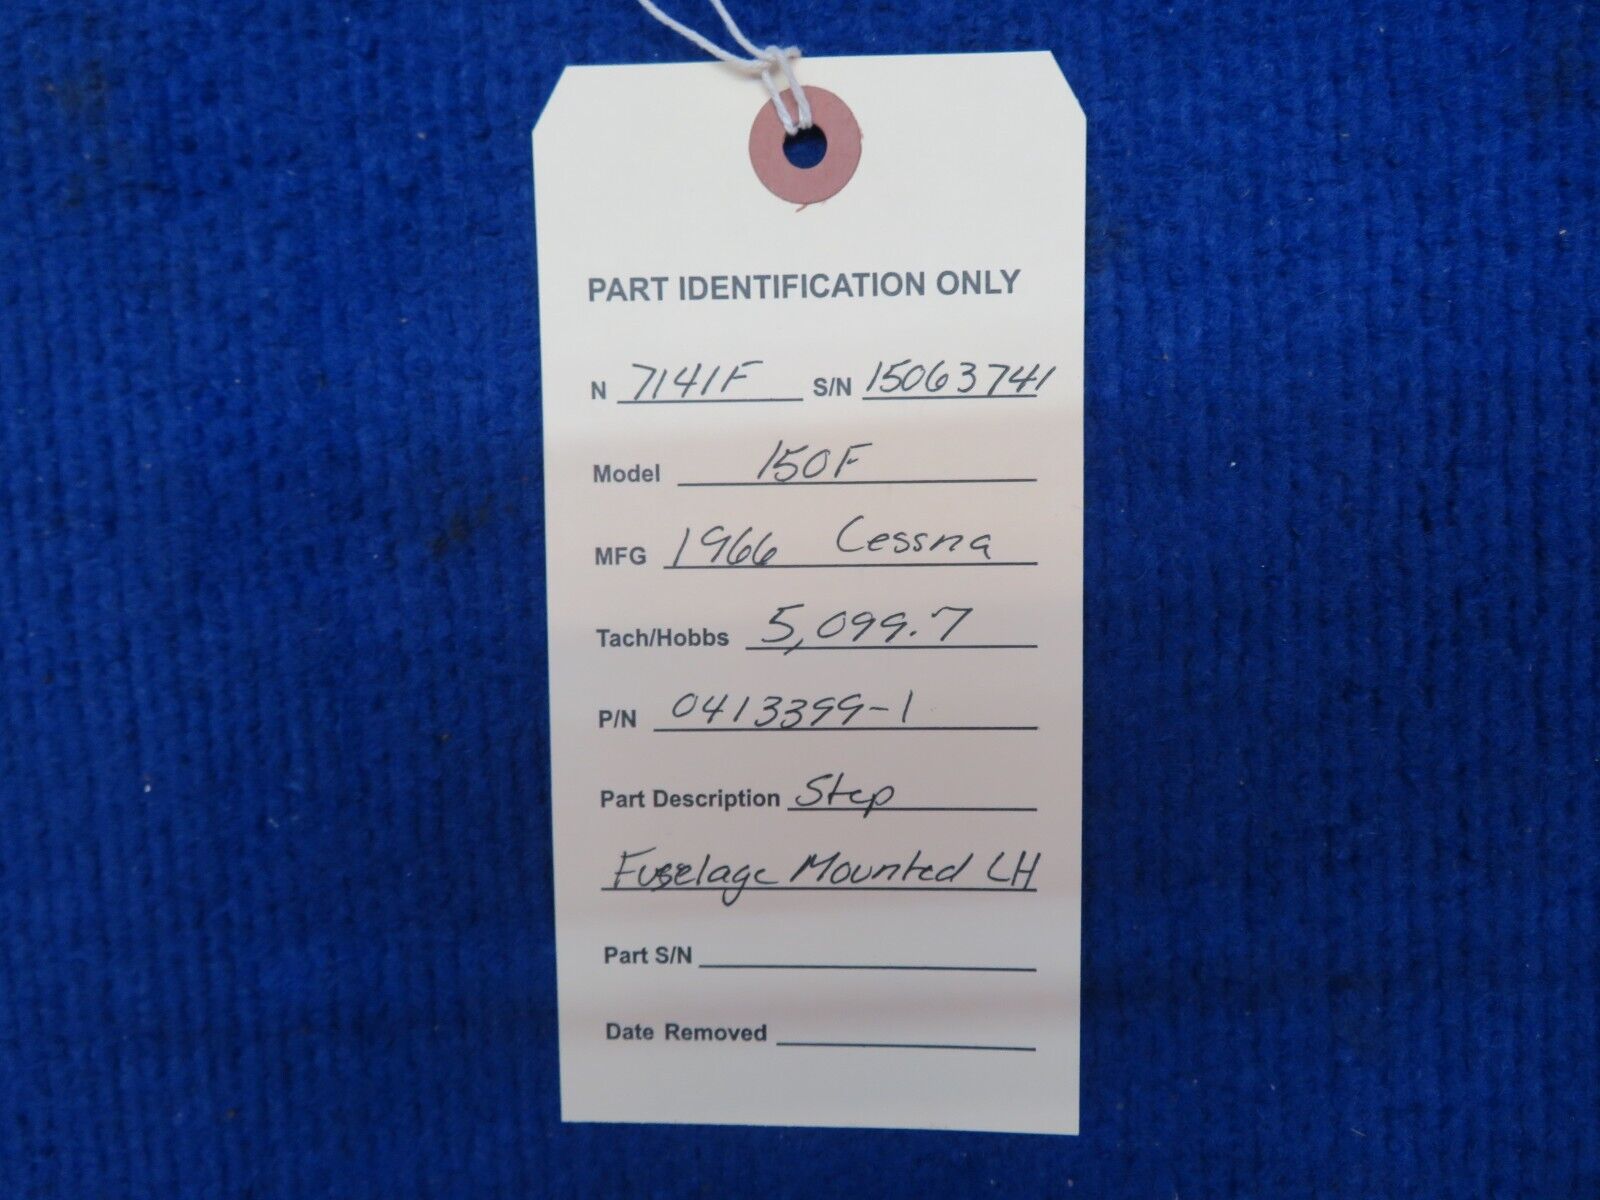 PART IDENTIFICATION ONLY
N 7141F S/N 15063741
Model 150F
MFG 1966 Cessna
Tach/Hobbs 5,099.7
P/N 0413399-1
Part Description Step
Fuselage Mounted LH
Part S/N
Date Removed